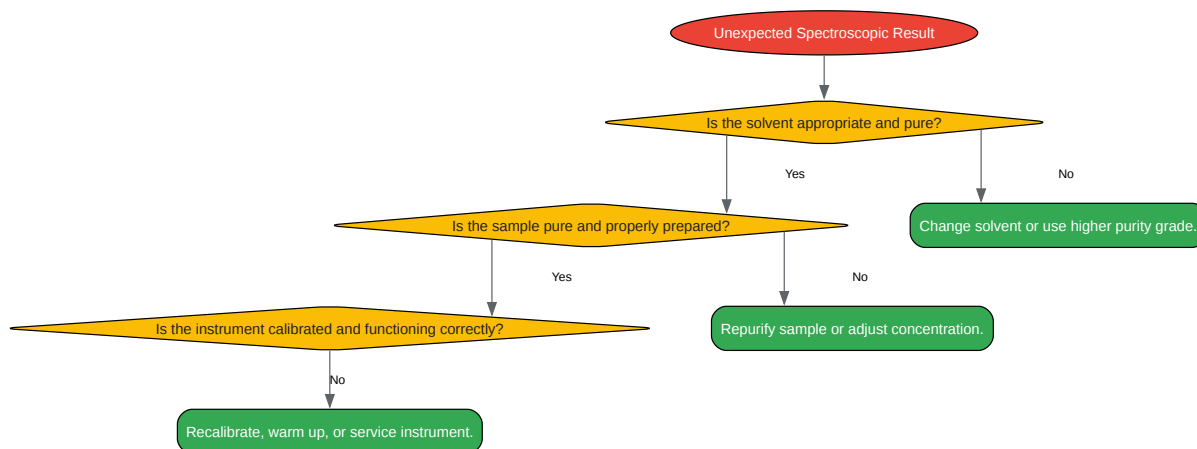 Unexpected Spectroscopic Result
Is the solvent appropriate and pure?
Yes
No
Change solvent or use higher purity grade.
Is the sample pure and properly prepared?
Yes
No
Repurify sample or adjust concentration.
Is the instrument calibrated and functioning correctly?
No
Recalibrate, warm up, or service instrument.